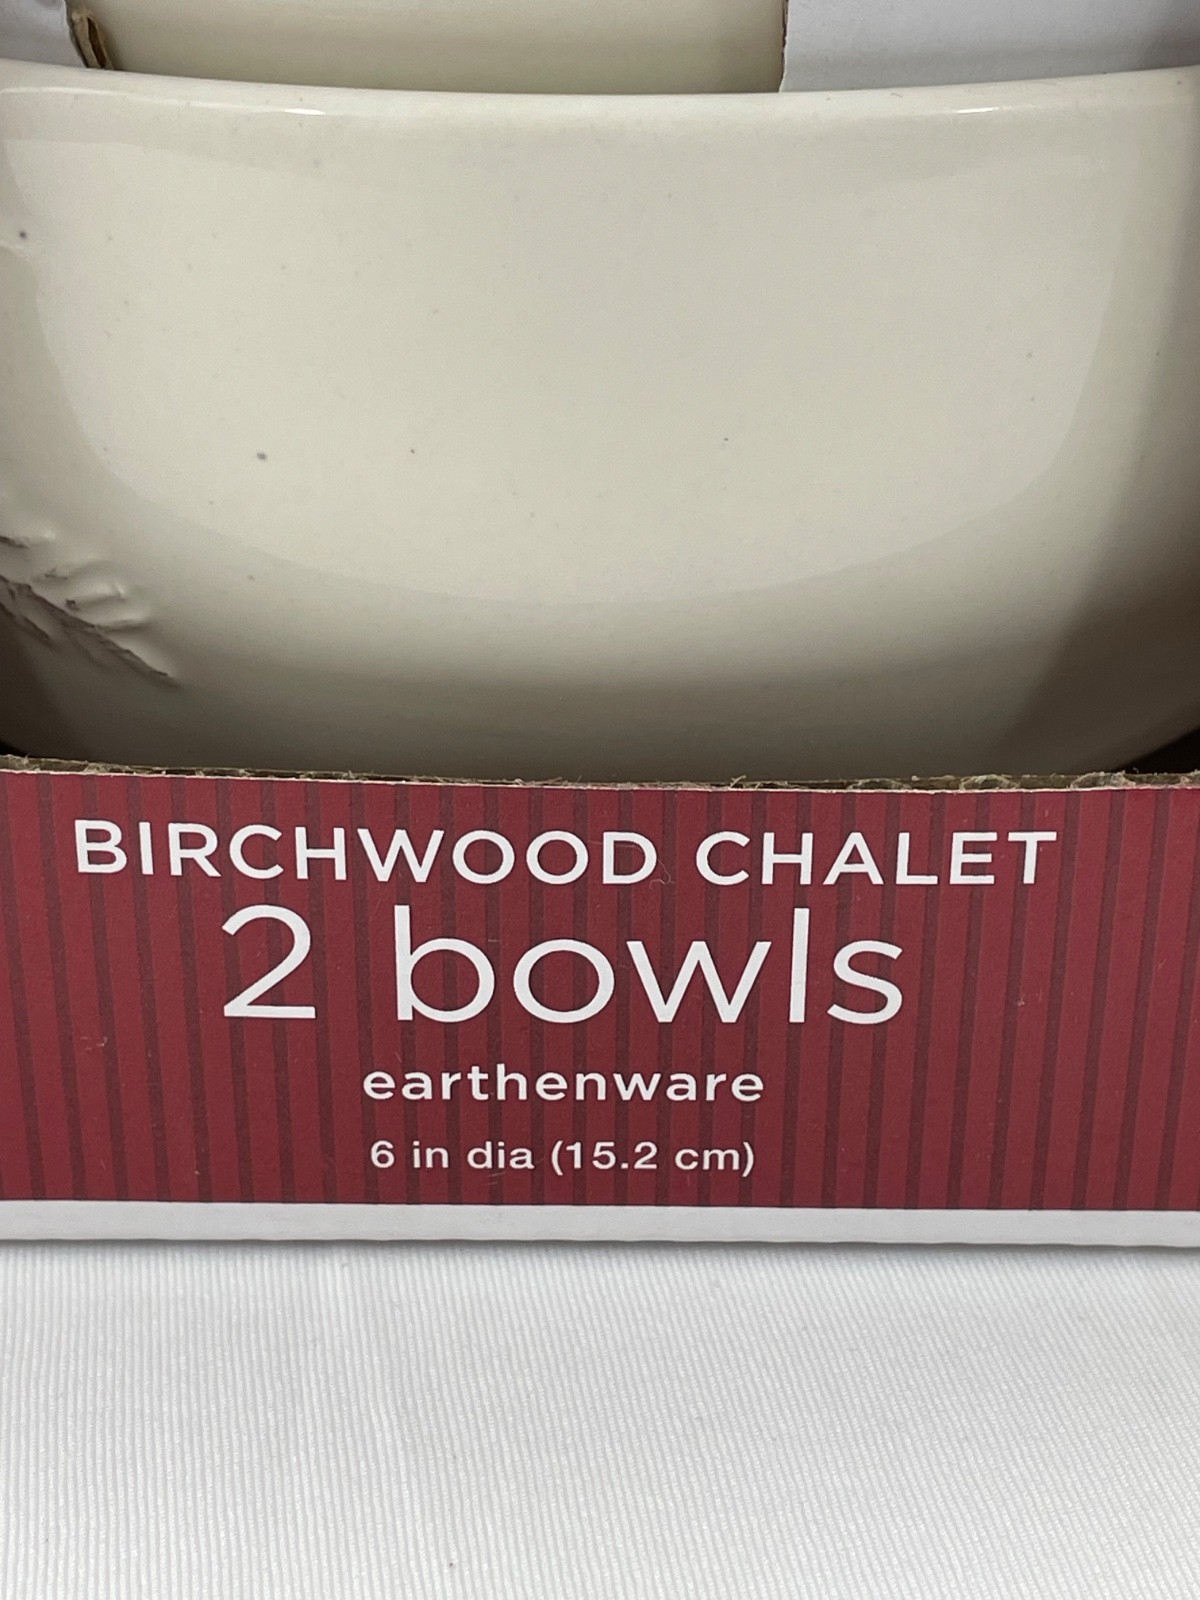 BIRCHWOOD CHALET
2 bowls
earthenware
6 in dia (15.2 cm)